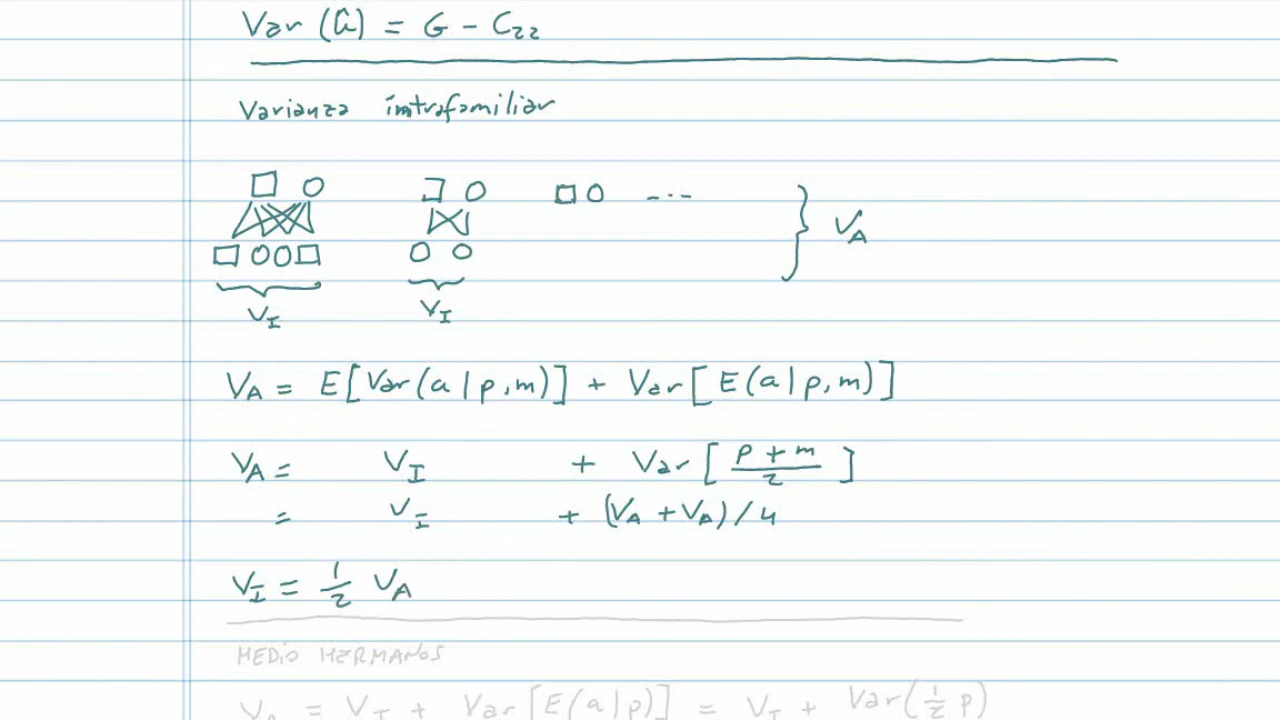 Var (û) = G - C₂₂
Varianza intrafamiliar
... } V_A
V_I V_I
V_A = E[Var(a | p, m)] + Var[E(a | p, m)]
V_A = V_I + Var[(p + m)/2]
= V_I + (V_A + V_A) / 4
V_I = 1/2 V_A
MEDIO HERMANOS
V_A = V_I + Var[E(a | p)] = V_I + Var(1/2 p)